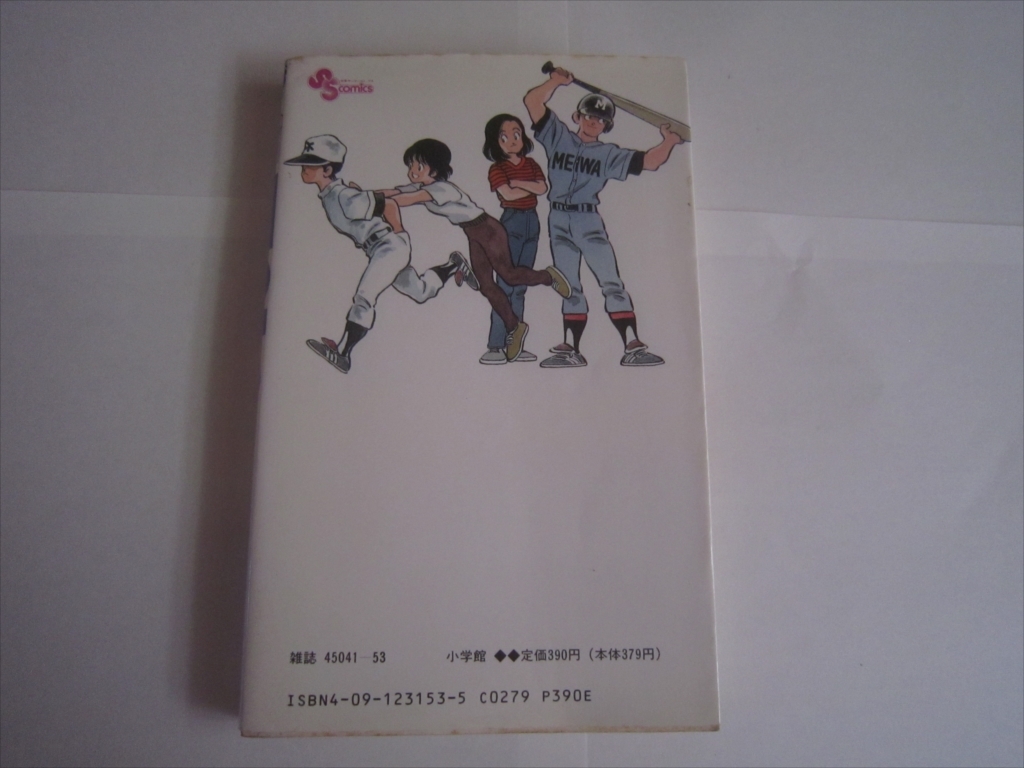 SS comics
MEIWA
雑誌 45041-53
小学館 ◆◆定価390円(本体379円)
ISBN4-09-123153-5 C0279 P390E